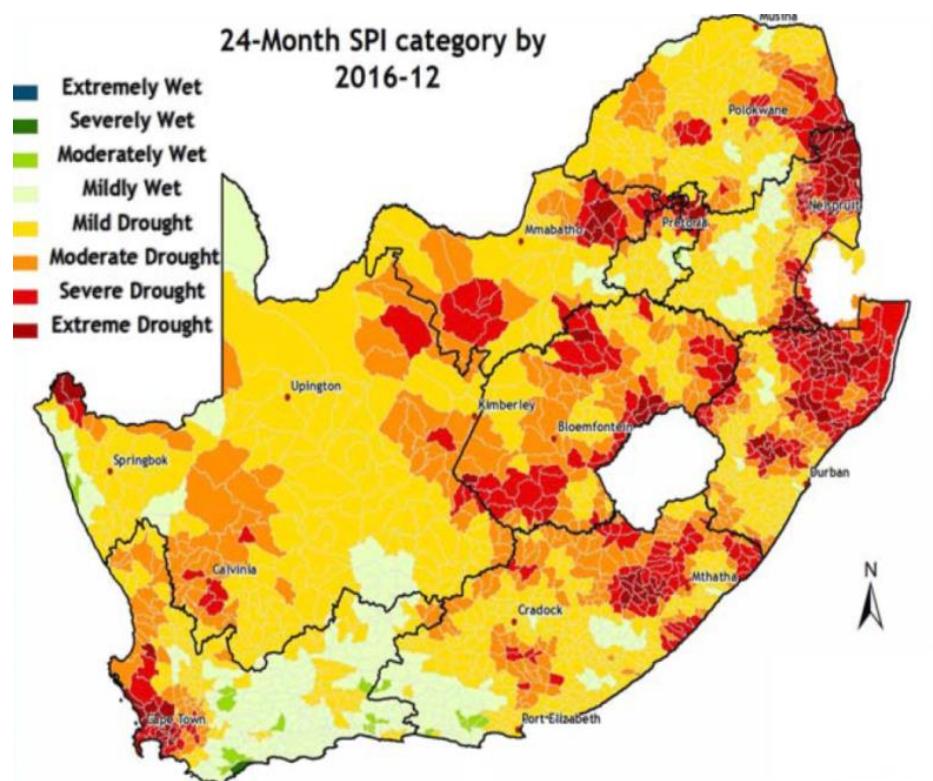 Musina
24-Month SPI category by
2016-12
Extremely Wet
Severely Wet
Moderately Wet
Mildly Wet
Mild Drought
Moderate Drought
Severe Drought
Extreme Drought
Polokwane
Nelspruit
Pretoria
Mmabatho
Upington
Kimberley
Bloemfontein
Springbok
Durban
Calvinia
Mthatha
N
Cradock
Cape Town
Port Elizabeth